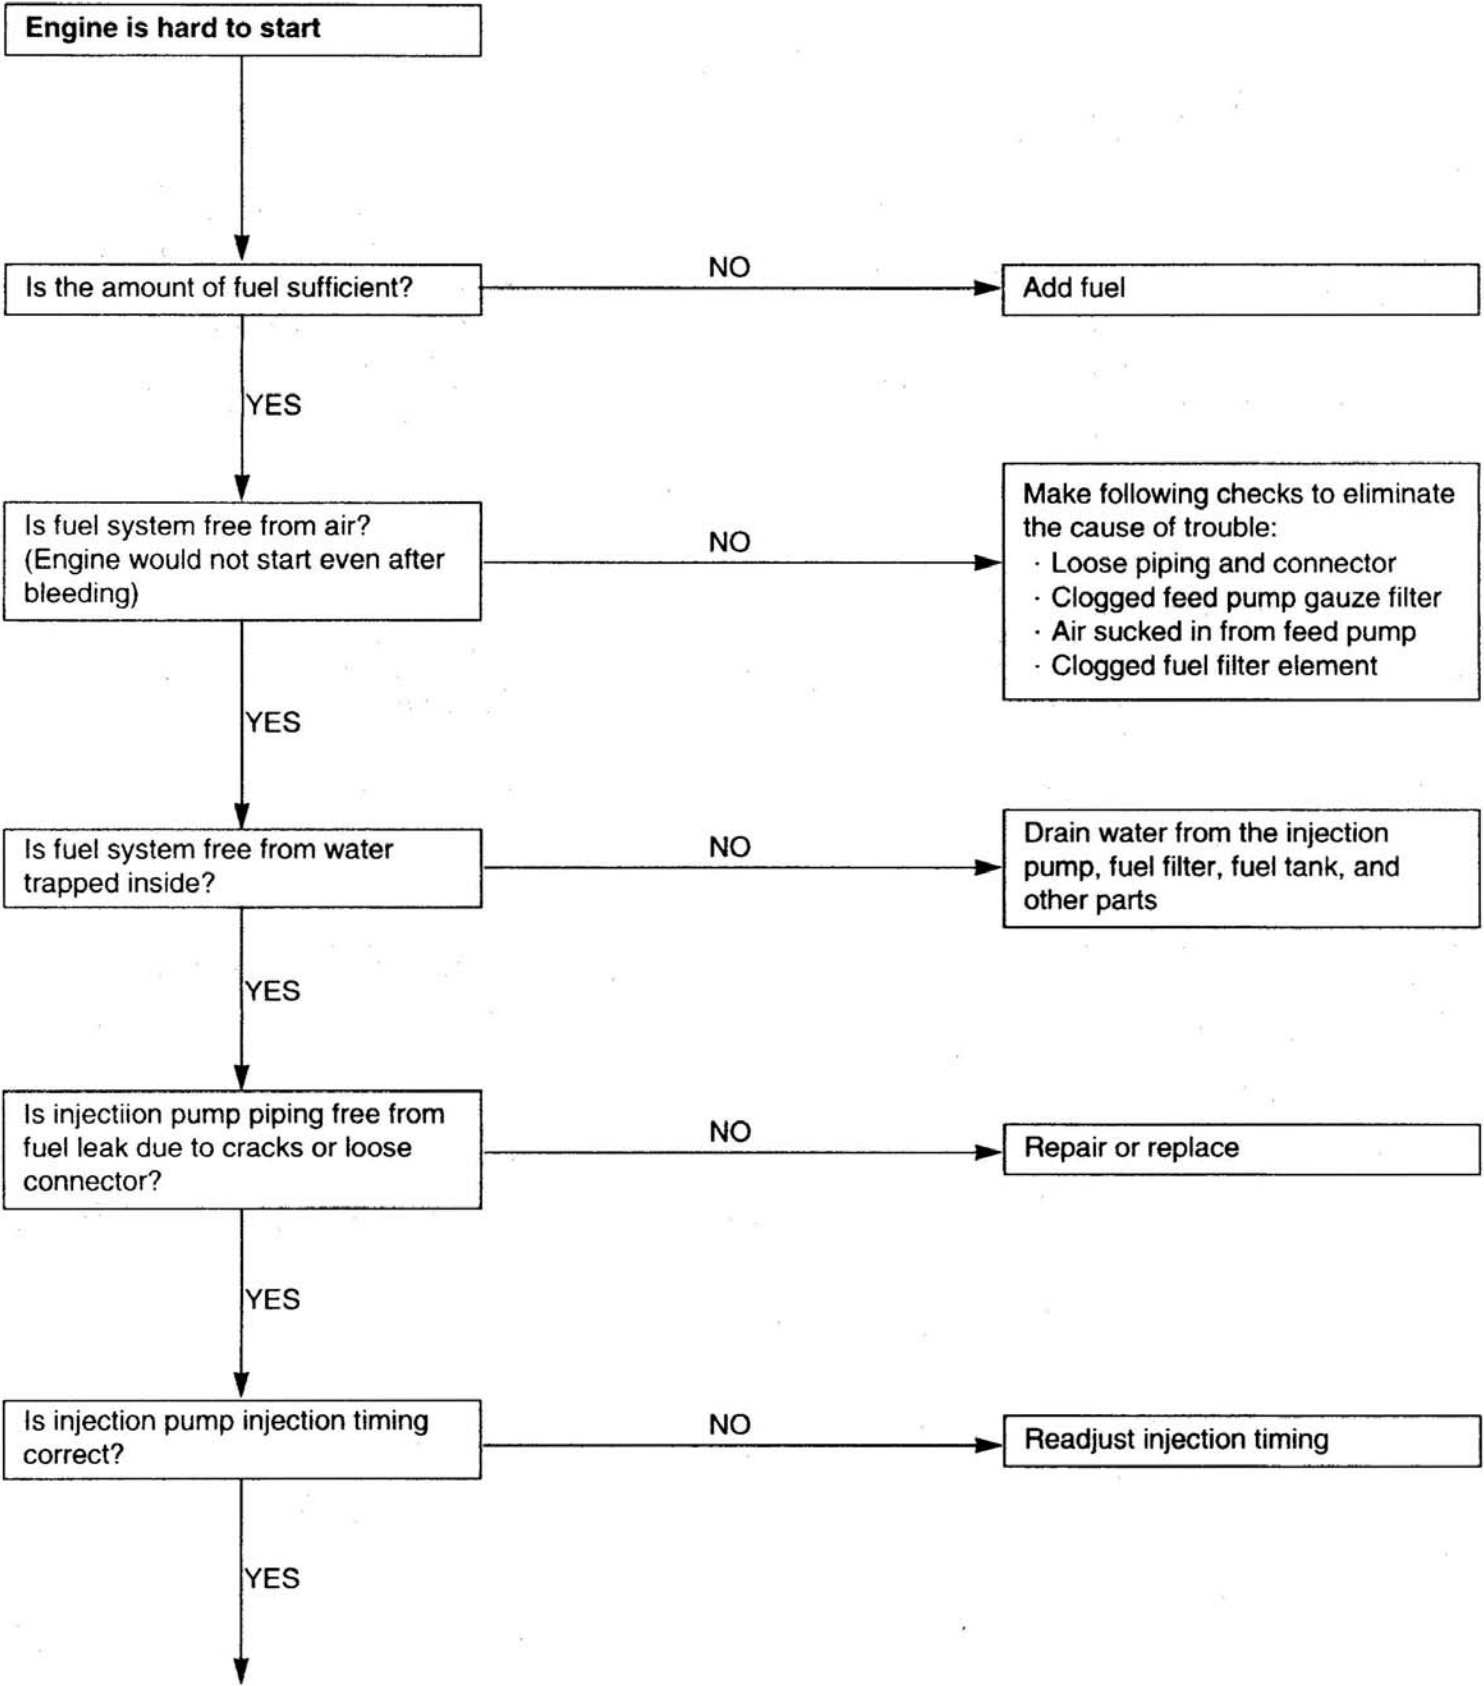 Engine is hard to start
Is the amount of fuel sufficient?
NO
Add fuel
YES
Is fuel system free from air?
(Engine would not start even after
bleeding)
NO
Make following checks to eliminate
the cause of trouble:
· Loose piping and connector
· Clogged feed pump gauze filter
· Air sucked in from feed pump
· Clogged fuel filter element
YES
Is fuel system free from water
trapped inside?
NO
Drain water from the injection
pump, fuel filter, fuel tank, and
other parts
YES
Is injectiion pump piping free from
fuel leak due to cracks or loose
connector?
NO
Repair or replace
YES
Is injection pump injection timing
correct?
NO
Readjust injection timing
YES